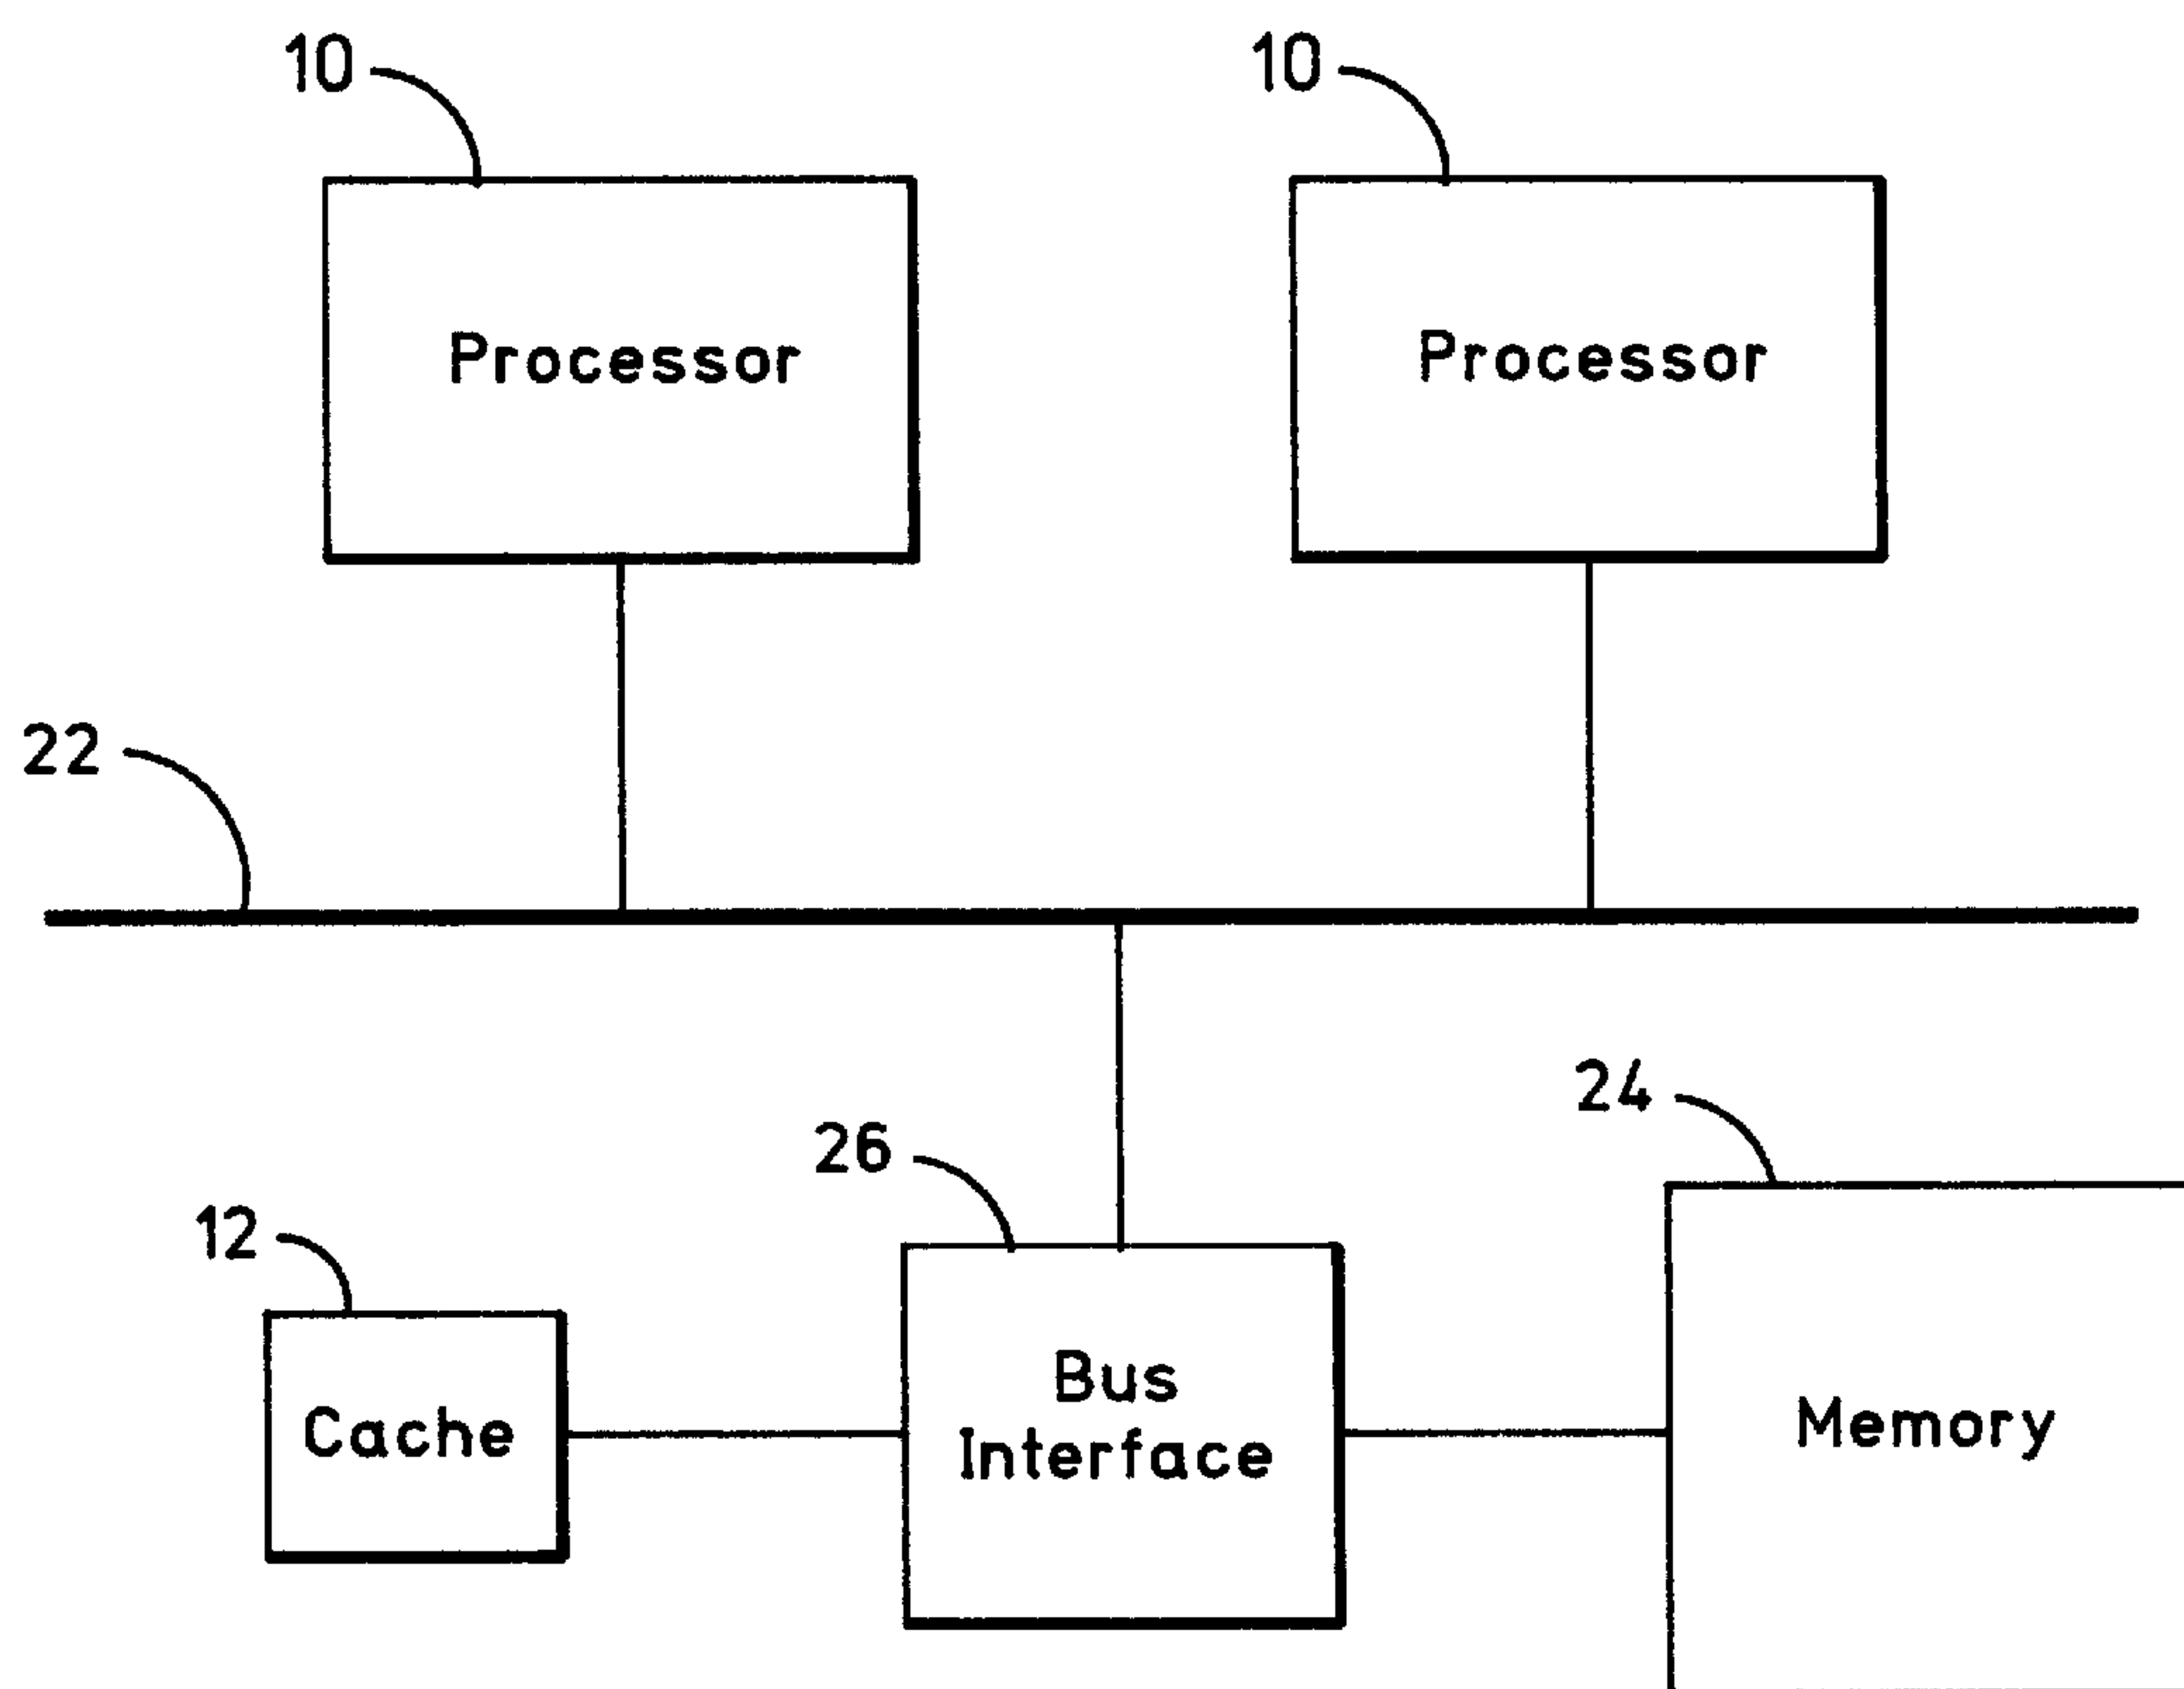 10
10
Processor
Processor
22
24
26
12
Bus
Interface
Cache
Memory